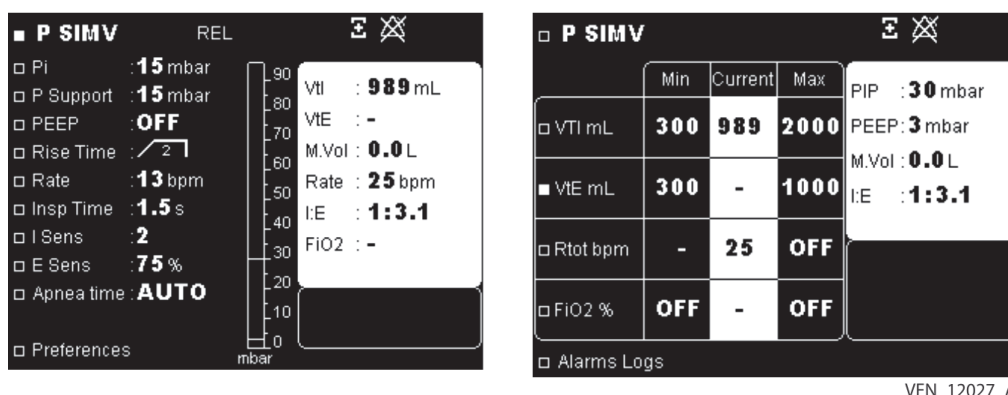 P SIMV REL
Pi :15 mbar
P Support :15 mbar
PEEP :OFF
Rise Time : 2
Rate :13 bpm
Insp Time :1.5 s
I Sens :2
E Sens :75 %
Apnea time :AUTO
Preferences
90
80
70
60
50
40
30
20
10
0
mbar
VtI : 989 mL
VtE : -
M.Vol : 0.0 L
Rate : 25 bpm
I:E : 1:3.1
FiO2 : -
P SIMV
Min Current Max
VTI mL 300 989 2000
VtE mL 300 - 1000
Rtot bpm - 25 OFF
FiO2 % OFF - OFF
Alarms Logs
PIP : 30 mbar
PEEP: 3 mbar
M.Vol : 0.0 L
I:E : 1:3.1
VEN_12027_A